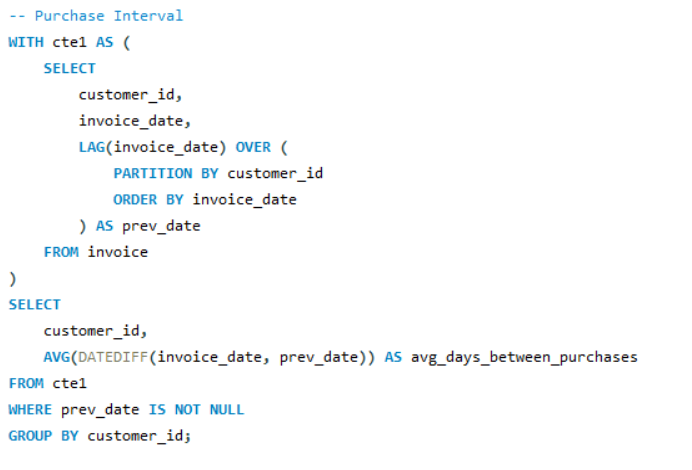 -- Purchase Interval
WITH cte1 AS (
    SELECT
        customer_id,
        invoice_date,
        LAG(invoice_date) OVER (
            PARTITION BY customer_id
            ORDER BY invoice_date
        ) AS prev_date
    FROM invoice
)
SELECT
    customer_id,
    AVG(DATEDIFF(invoice_date, prev_date)) AS avg_days_between_purchases
FROM cte1
WHERE prev_date IS NOT NULL
GROUP BY customer_id;